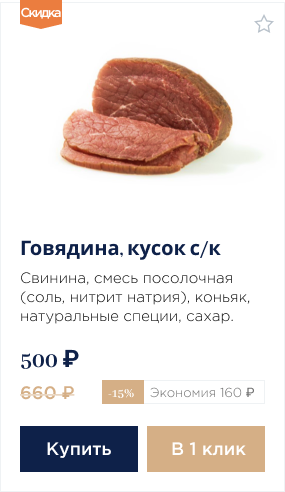 Скидка
Говядина, кусок с/к
Свинина, смесь посолочная
(соль, нитрит натрия), коньяк,
натуральные специи, сахар.
500 ₽
660 ₽ -15% Экономия 160 ₽
Купить В 1 клик